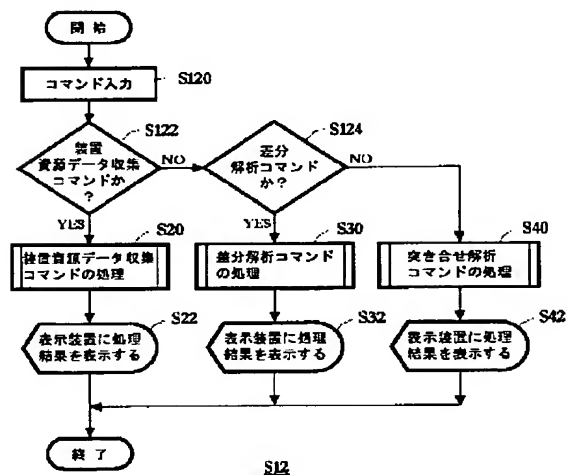 開 始
コマンド入力
S120
装置
資源データ収集
コマンドか
?
S122
NO
YES
差分
解析コマンド
か?
S124
NO
YES
S20
装置資源データ収集
コマンドの処理
S30
差分解析コマンド
の処理
S40
突き合せ解析
コマンドの処理
S22
表示装置に処理
結果を表示する
S32
表示装置に処理
結果を表示する
S42
表示装置に処理
結果を表示する
終 了
S12